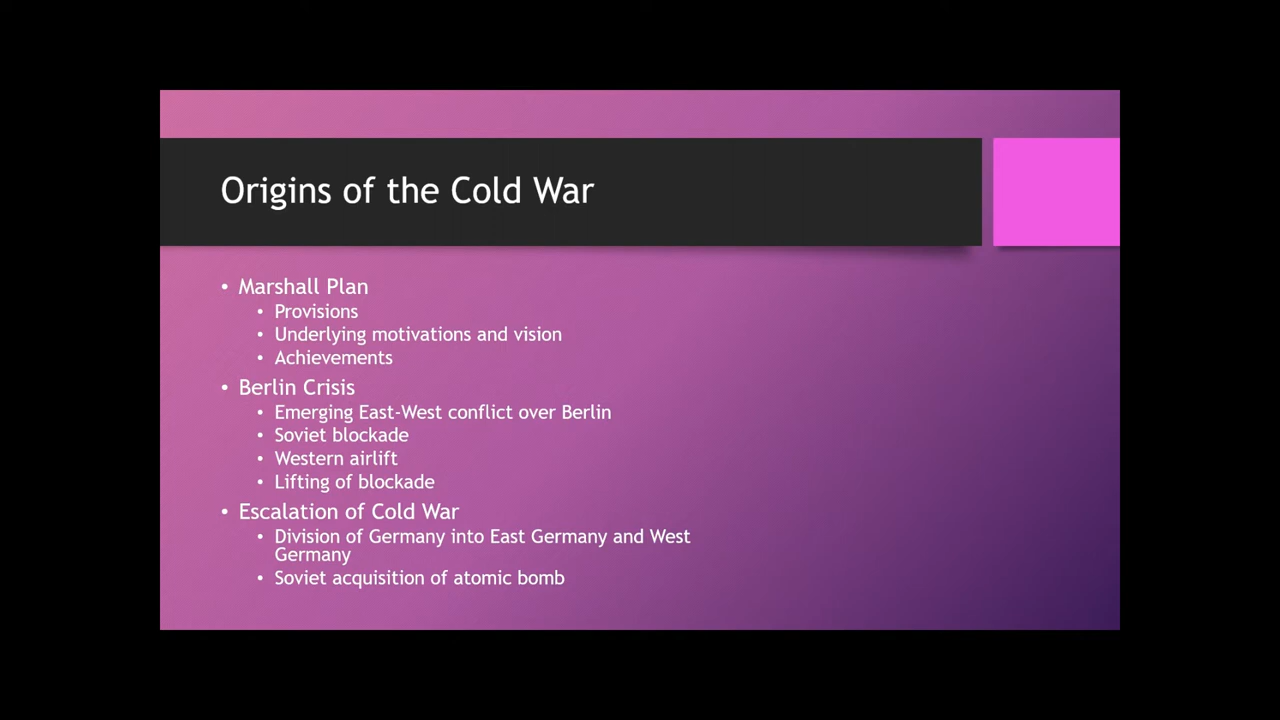 Origins of the Cold War
• Marshall Plan
• Provisions
• Underlying motivations and vision
• Achievements
• Berlin Crisis
• Emerging East-West conflict over Berlin
• Soviet blockade
• Western airlift
• Lifting of blockade
• Escalation of Cold War
• Division of Germany into East Germany and West
Germany
• Soviet acquisition of atomic bomb